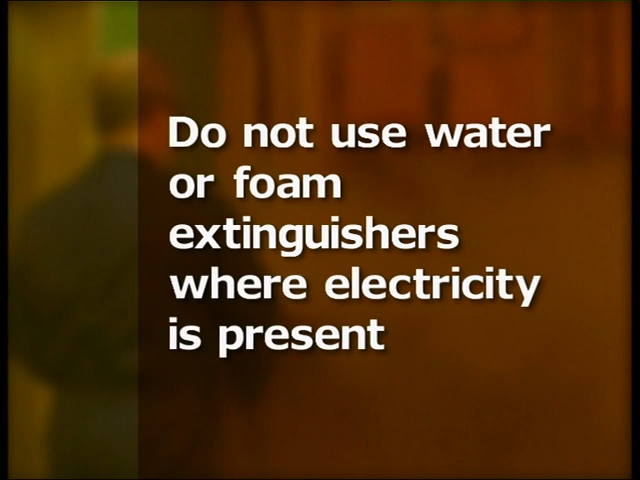 Do not use water
or foam
extinguishers
where electricity
is present